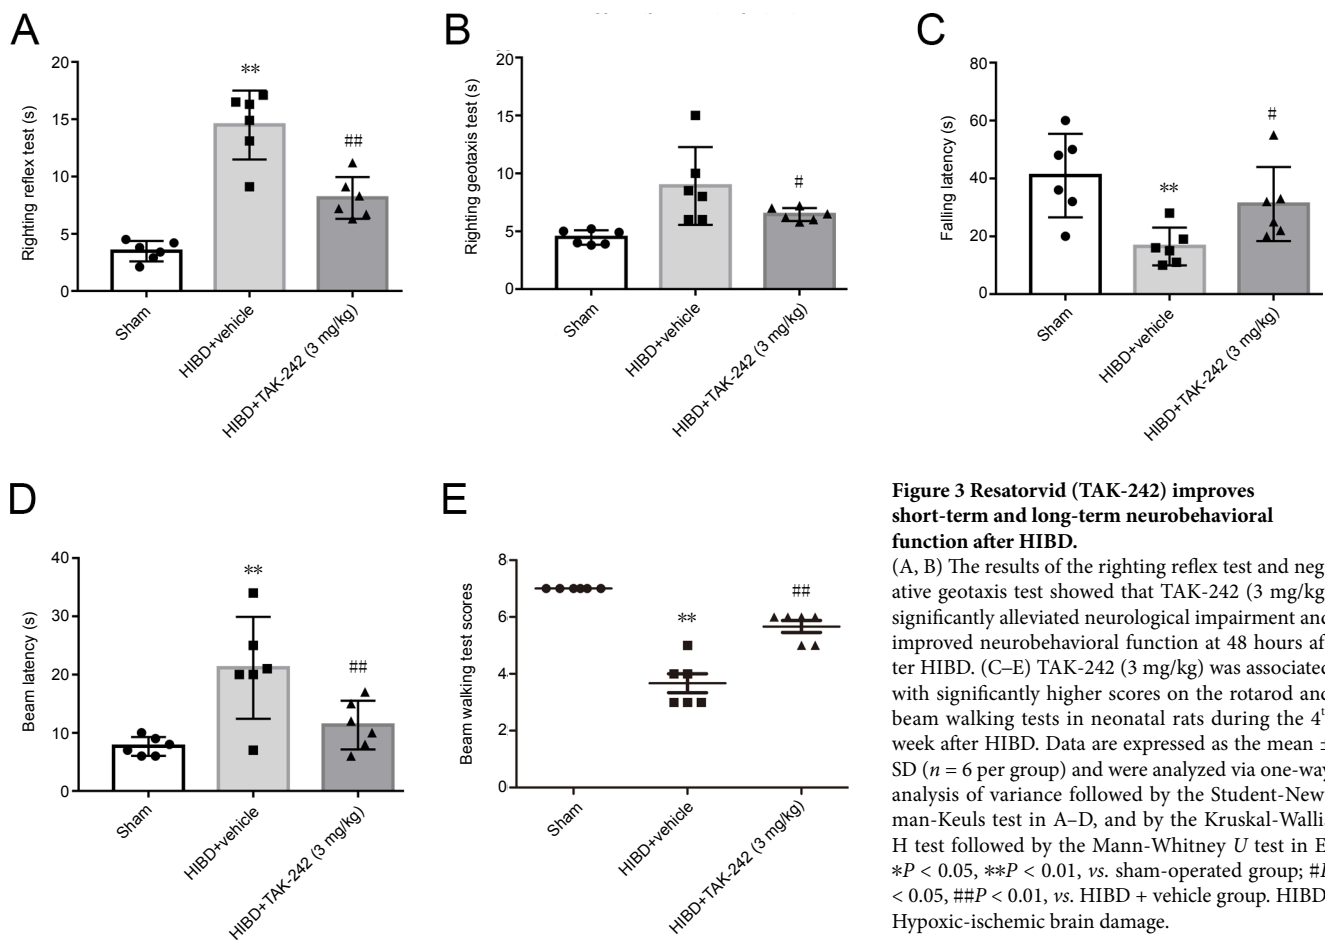 A
Righting reflex test (s)
20
15
10
5
0
**
##
Sham
HIBD+vehicle
HIBD+TAK-242 (3 mg/kg)
B
Righting geotaxis test (s)
20
15
10
5
0
#
Sham
HIBD+vehicle
HIBD+TAK-242 (3 mg/kg)
C
Falling latency (s)
80
60
40
20
0
**
#
Sham
HIBD+vehicle
HIBD+TAK-242 (3 mg/kg)
D
Beam latency (s)
40
30
20
10
0
**
##
Sham
HIBD+vehicle
HIBD+TAK-242 (3 mg/kg)
E
Beam walking test scores
8
6
4
2
0
**
##
Sham
HIBD+vehicle
HIBD+TAK-242 (3 mg/kg)
Figure 3 Resatorvid (TAK-242) improves
short-term and long-term neurobehavioral
function after HIBD.
(A, B) The results of the righting reflex test and neg
ative geotaxis test showed that TAK-242 (3 mg/kg
significantly alleviated neurological impairment and
improved neurobehavioral function at 48 hours af
ter HIBD. (C–E) TAK-242 (3 mg/kg) was associated
with significantly higher scores on the rotarod and
beam walking tests in neonatal rats during the 4t
week after HIBD. Data are expressed as the mean ±
SD (n = 6 per group) and were analyzed via one-way
analysis of variance followed by the Student-New
man-Keuls test in A–D, and by the Kruskal-Walli
H test followed by the Mann-Whitney U test in E
*P < 0.05, **P < 0.01, vs. sham-operated group; #P
< 0.05, ##P < 0.01, vs. HIBD + vehicle group. HIBD
Hypoxic-ischemic brain damage.